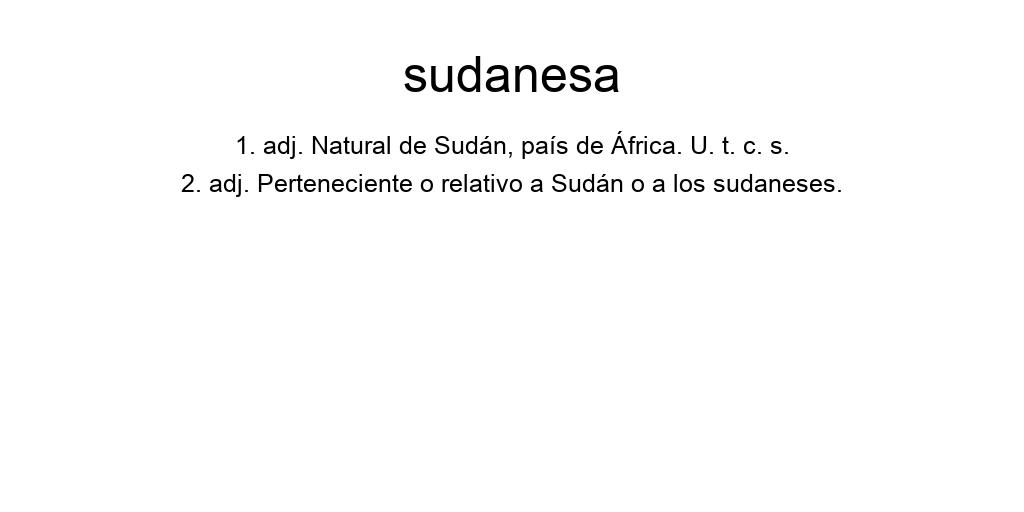 sudanesa
1. adj. Natural de Sudán, país de África. U. t. c. s.
2. adj. Perteneciente o relativo a Sudán o a los sudaneses.